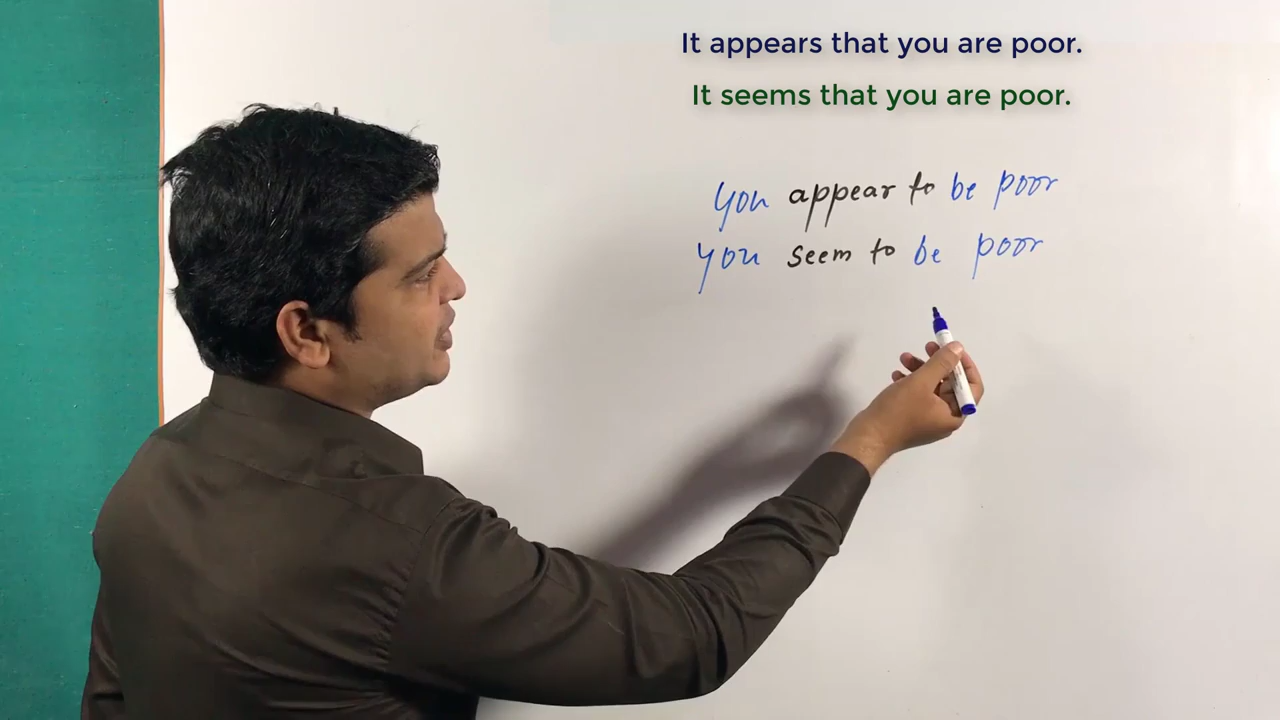 It appears that you are poor.
It seems that you are poor.
you appear to be poor
you seem to be poor